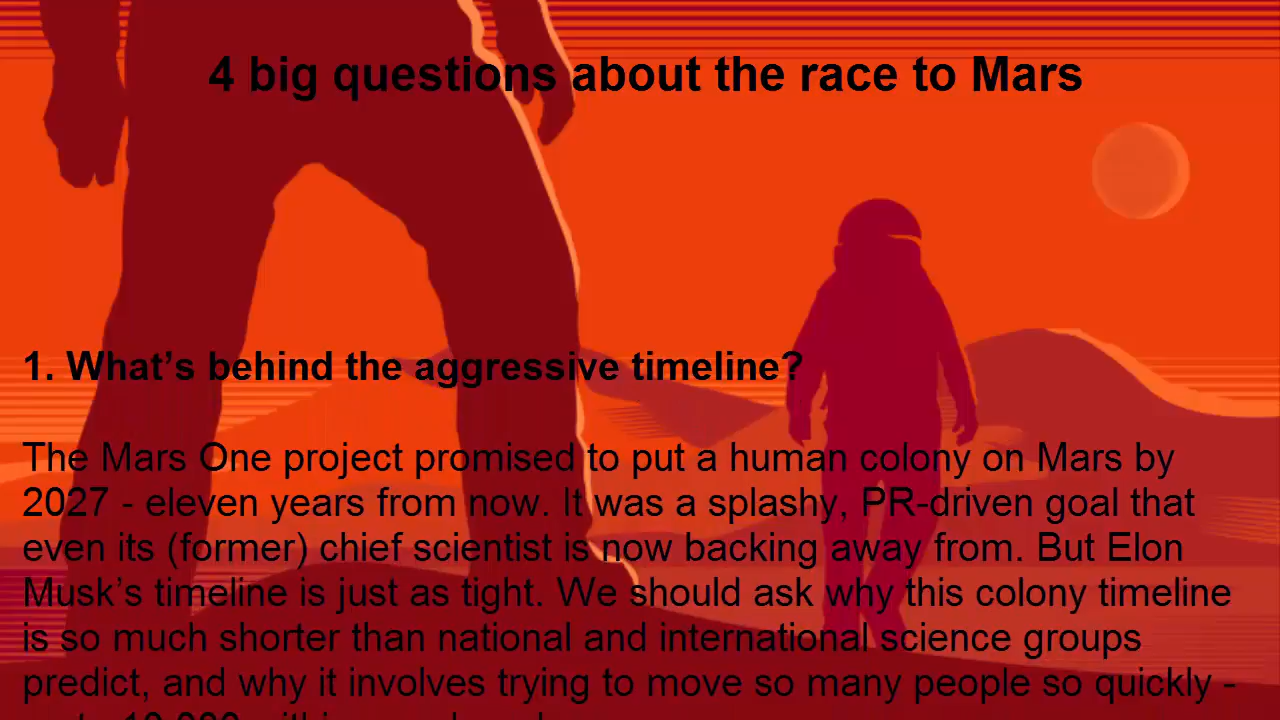 4 big questions about the race to Mars
1. What’s behind the aggressive timeline?
The Mars One project promised to put a human colony on Mars by
2027 - eleven years from now. It was a splashy, PR-driven goal that
even its (former) chief scientist is now backing away from. But Elon
Musk’s timeline is just as tight. We should ask why this colony timeline
is so much shorter than national and international science groups
predict, and why it involves trying to move so many people so quickly -